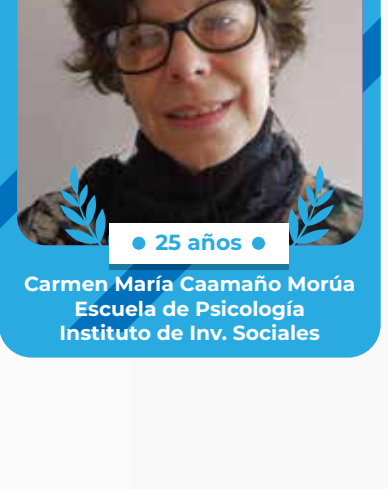 25 años
Carmen María Caamaño Morúa
Escuela de Psicología
Instituto de Inv. Sociales